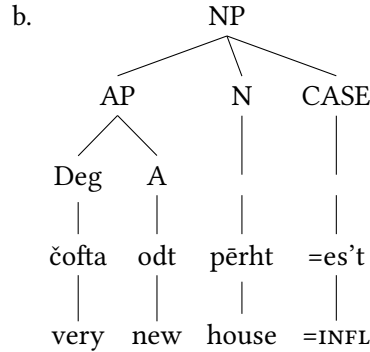 b. NP
AP N CASE
Deg A
čofta odt pērht =es’t
very new house =INFL